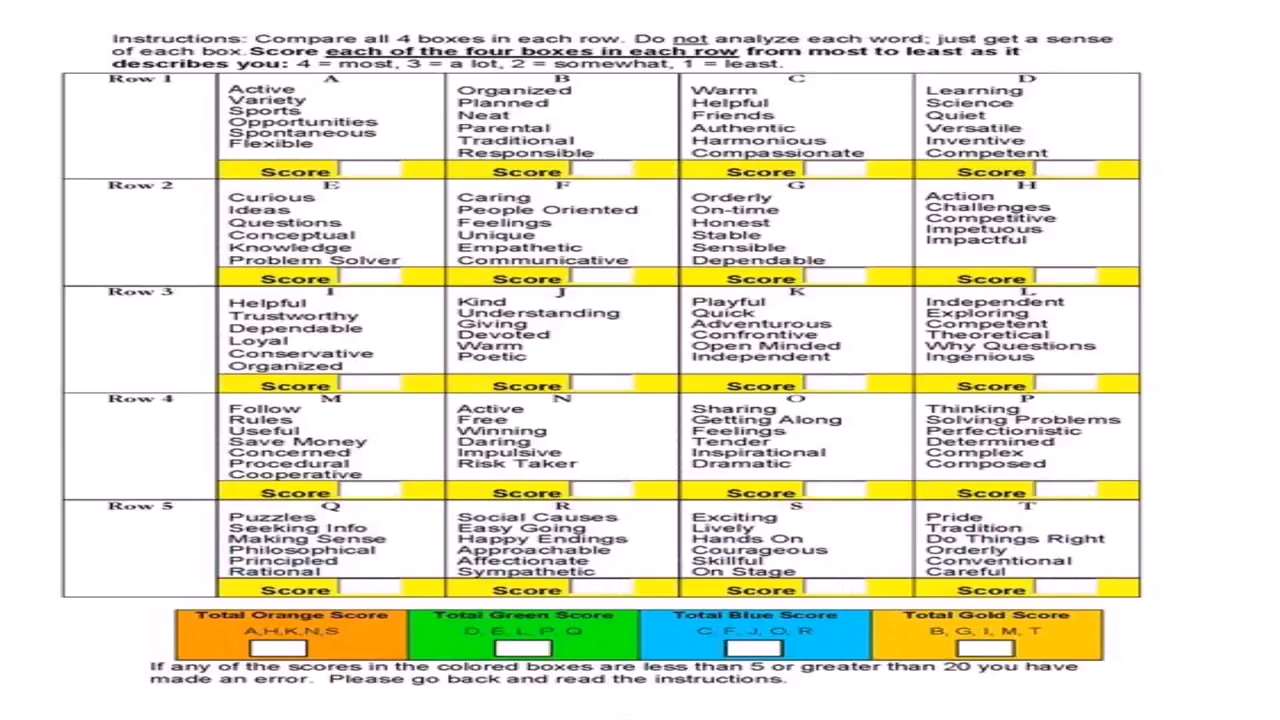 Instructions: Compare all 4 boxes in each row. Do not analyze each word; just get a sense
of each box. Score each of the four boxes in each row from most to least as it
describes you: 4 = most, 3 = a lot, 2 = somewhat, 1 = least.
Row 1
A
Active
Variety
Sports
Opportunities
Spontaneous
Flexible
Score
B
Organized
Planned
Neat
Parental
Traditional
Responsible
Score
C
Warm
Helpful
Friends
Authentic
Harmonious
Compassionate
Score
D
Learning
Science
Quiet
Versatile
Inventive
Competent
Score
Row 2
E
Curious
Ideas
Questions
Conceptual
Knowledge
Problem Solver
Score
F
Caring
People Oriented
Feelings
Unique
Empathetic
Communicative
Score
G
Orderly
On-time
Honest
Stable
Sensible
Dependable
Score
H
Action
Challenges
Competitive
Impetuous
Impactful
Score
Row 3
I
Helpful
Trustworthy
Dependable
Loyal
Conservative
Organized
Score
J
Kind
Understanding
Giving
Devoted
Warm
Poetic
Score
K
Playful
Quick
Adventurous
Confrontive
Open Minded
Independent
Score
L
Independent
Exploring
Competent
Theoretical
Why Questions
Ingenious
Score
Row 4
M
Follow
Rules
Useful
Save Money
Concerned
Procedural
Cooperative
Score
N
Active
Free
Winning
Daring
Impulsive
Risk Taker
Score
O
Sharing
Getting Along
Feelings
Tender
Inspirational
Dramatic
Score
P
Thinking
Solving Problems
Perfectionistic
Determined
Complex
Composed
Score
Row 5
Q
Puzzles
Seeking Info
Making Sense
Philosophical
Principled
Rational
Score
R
Social Causes
Easy Going
Happy Endings
Approachable
Affectionate
Sympathetic
Score
S
Exciting
Lively
Hands On
Courageous
Skillful
On Stage
Score
T
Pride
Tradition
Do Things Right
Orderly
Conventional
Careful
Score
Total Orange Score
A,H,K,N,S
Total Green Score
D, E, L, P, Q
Total Blue Score
C, F, J, O, R
Total Gold Score
B, G, I, M, T
If any of the scores in the colored boxes are less than 5 or greater than 20 you have
made an error. Please go back and read the instructions.